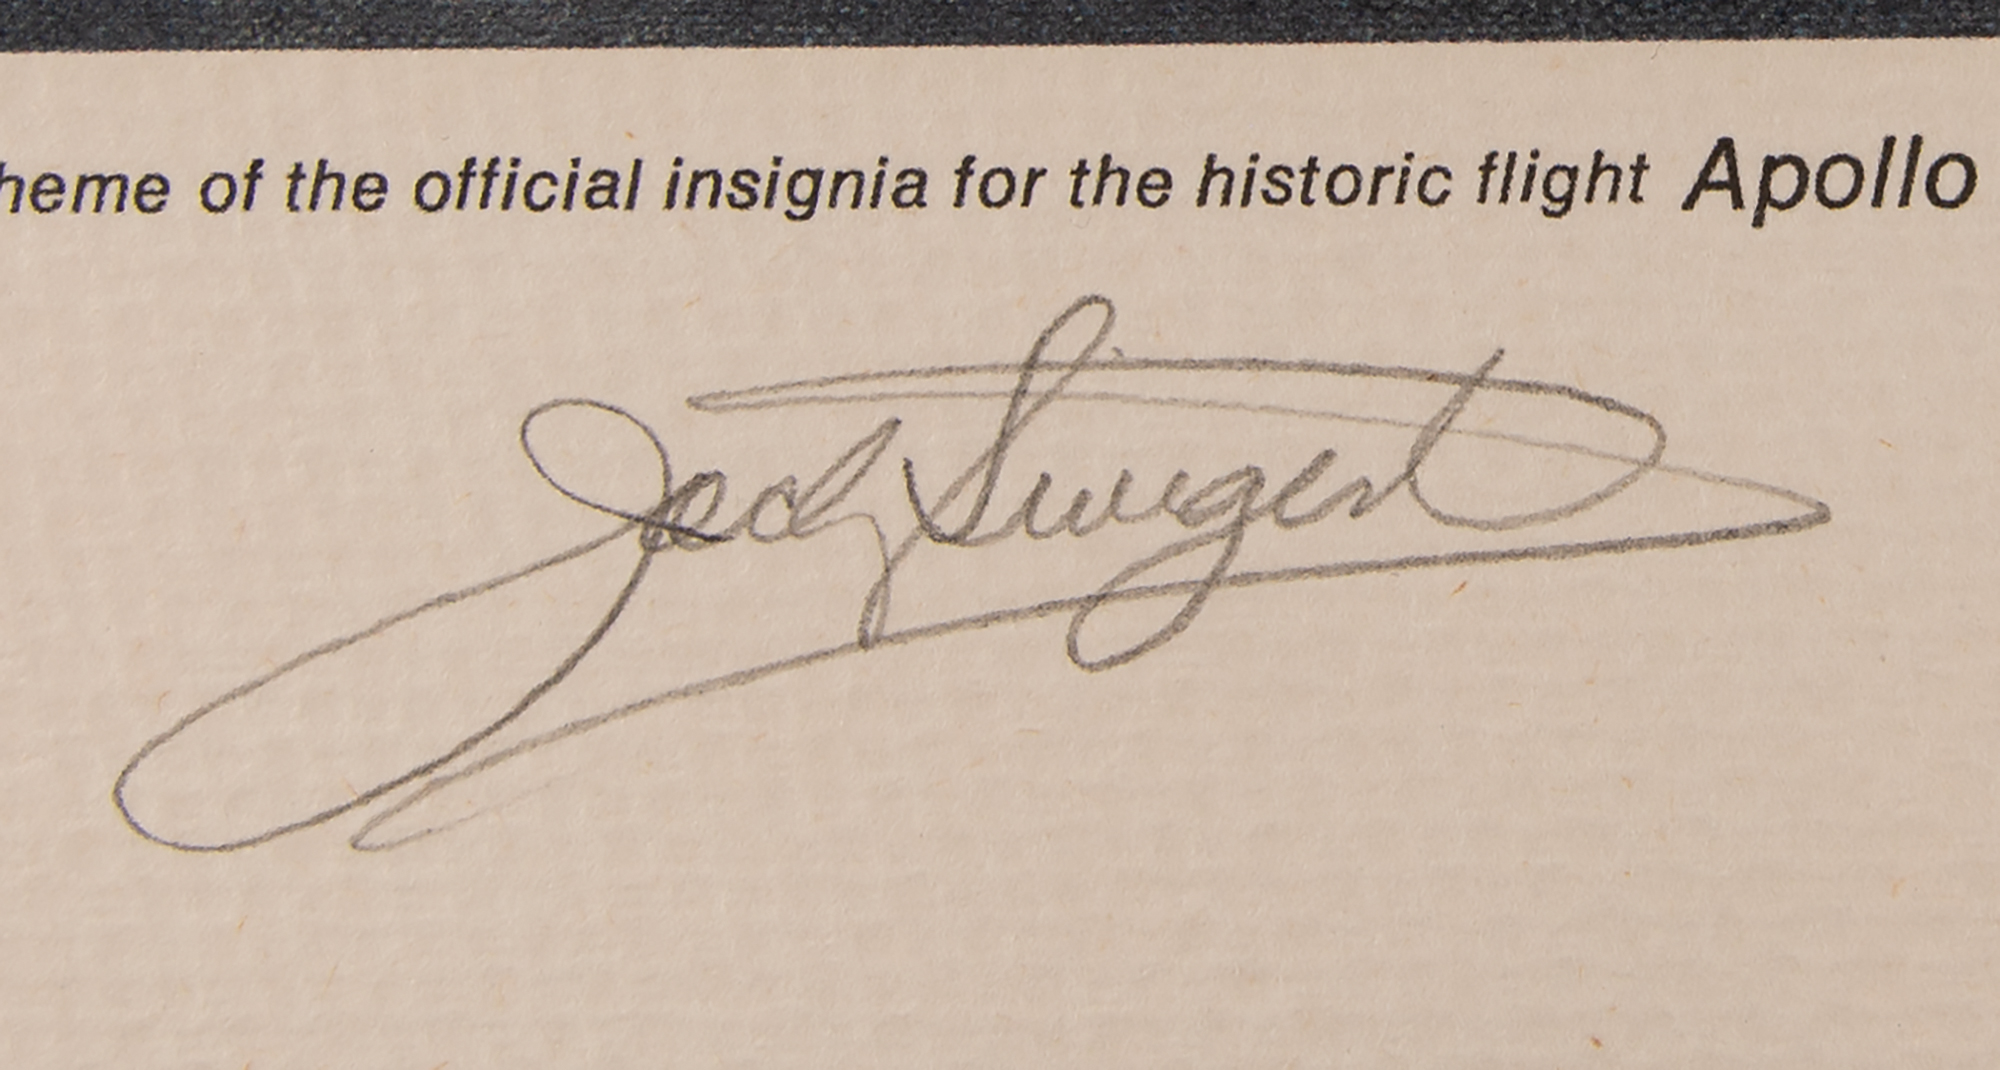 heme of the official insignia for the historic flight Apollo
Jack Swigert